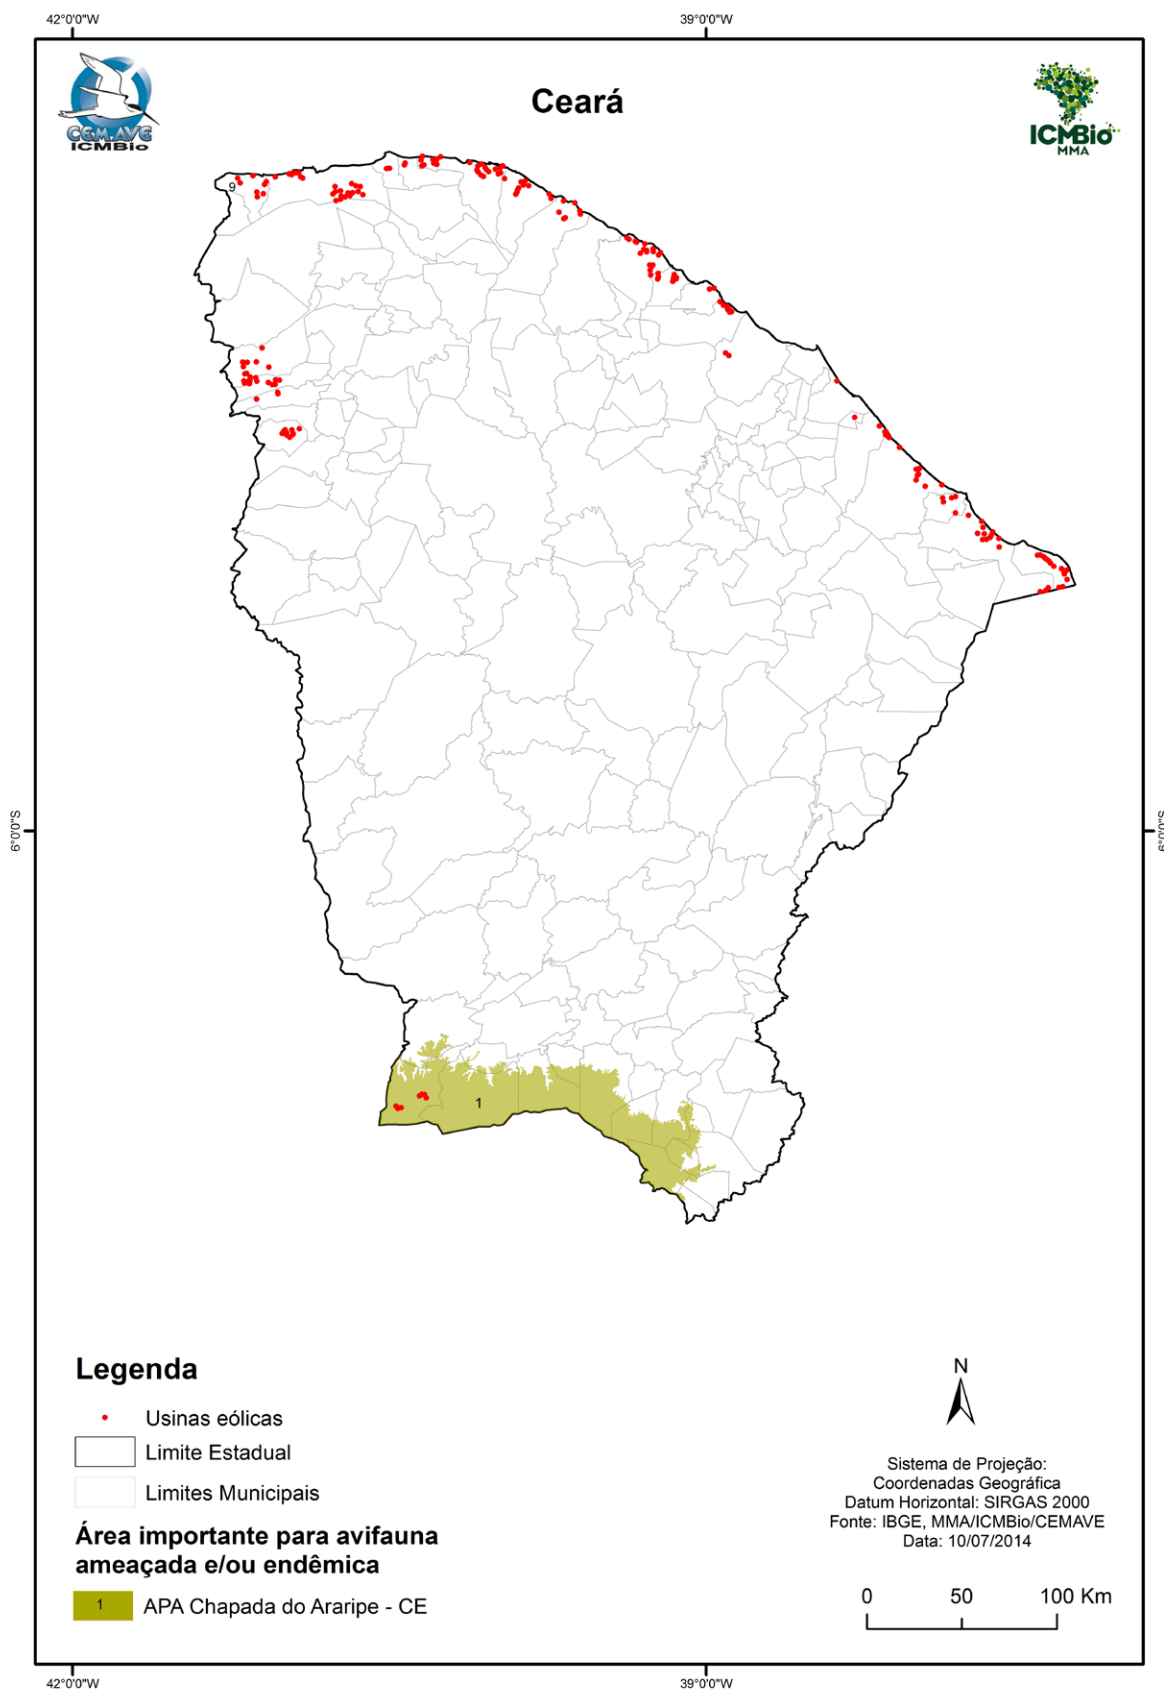 42°0'0"W
39°0'0"W
CEMAVE
ICMBio
Ceará
ICMBio
MMA
9
6°0'0"S
6°0'0"S
1
Legenda
Usinas eólicas
Limite Estadual
Limites Municipais
Área importante para avifauna
ameaçada e/ou endêmica
1
APA Chapada do Araripe - CE
N
Sistema de Projeção:
Coordenadas Geográfica
Datum Horizontal: SIRGAS 2000
Fonte: IBGE, MMA/ICMBio/CEMAVE
Data: 10/07/2014
0 50 100 Km
42°0'0"W
39°0'0"W